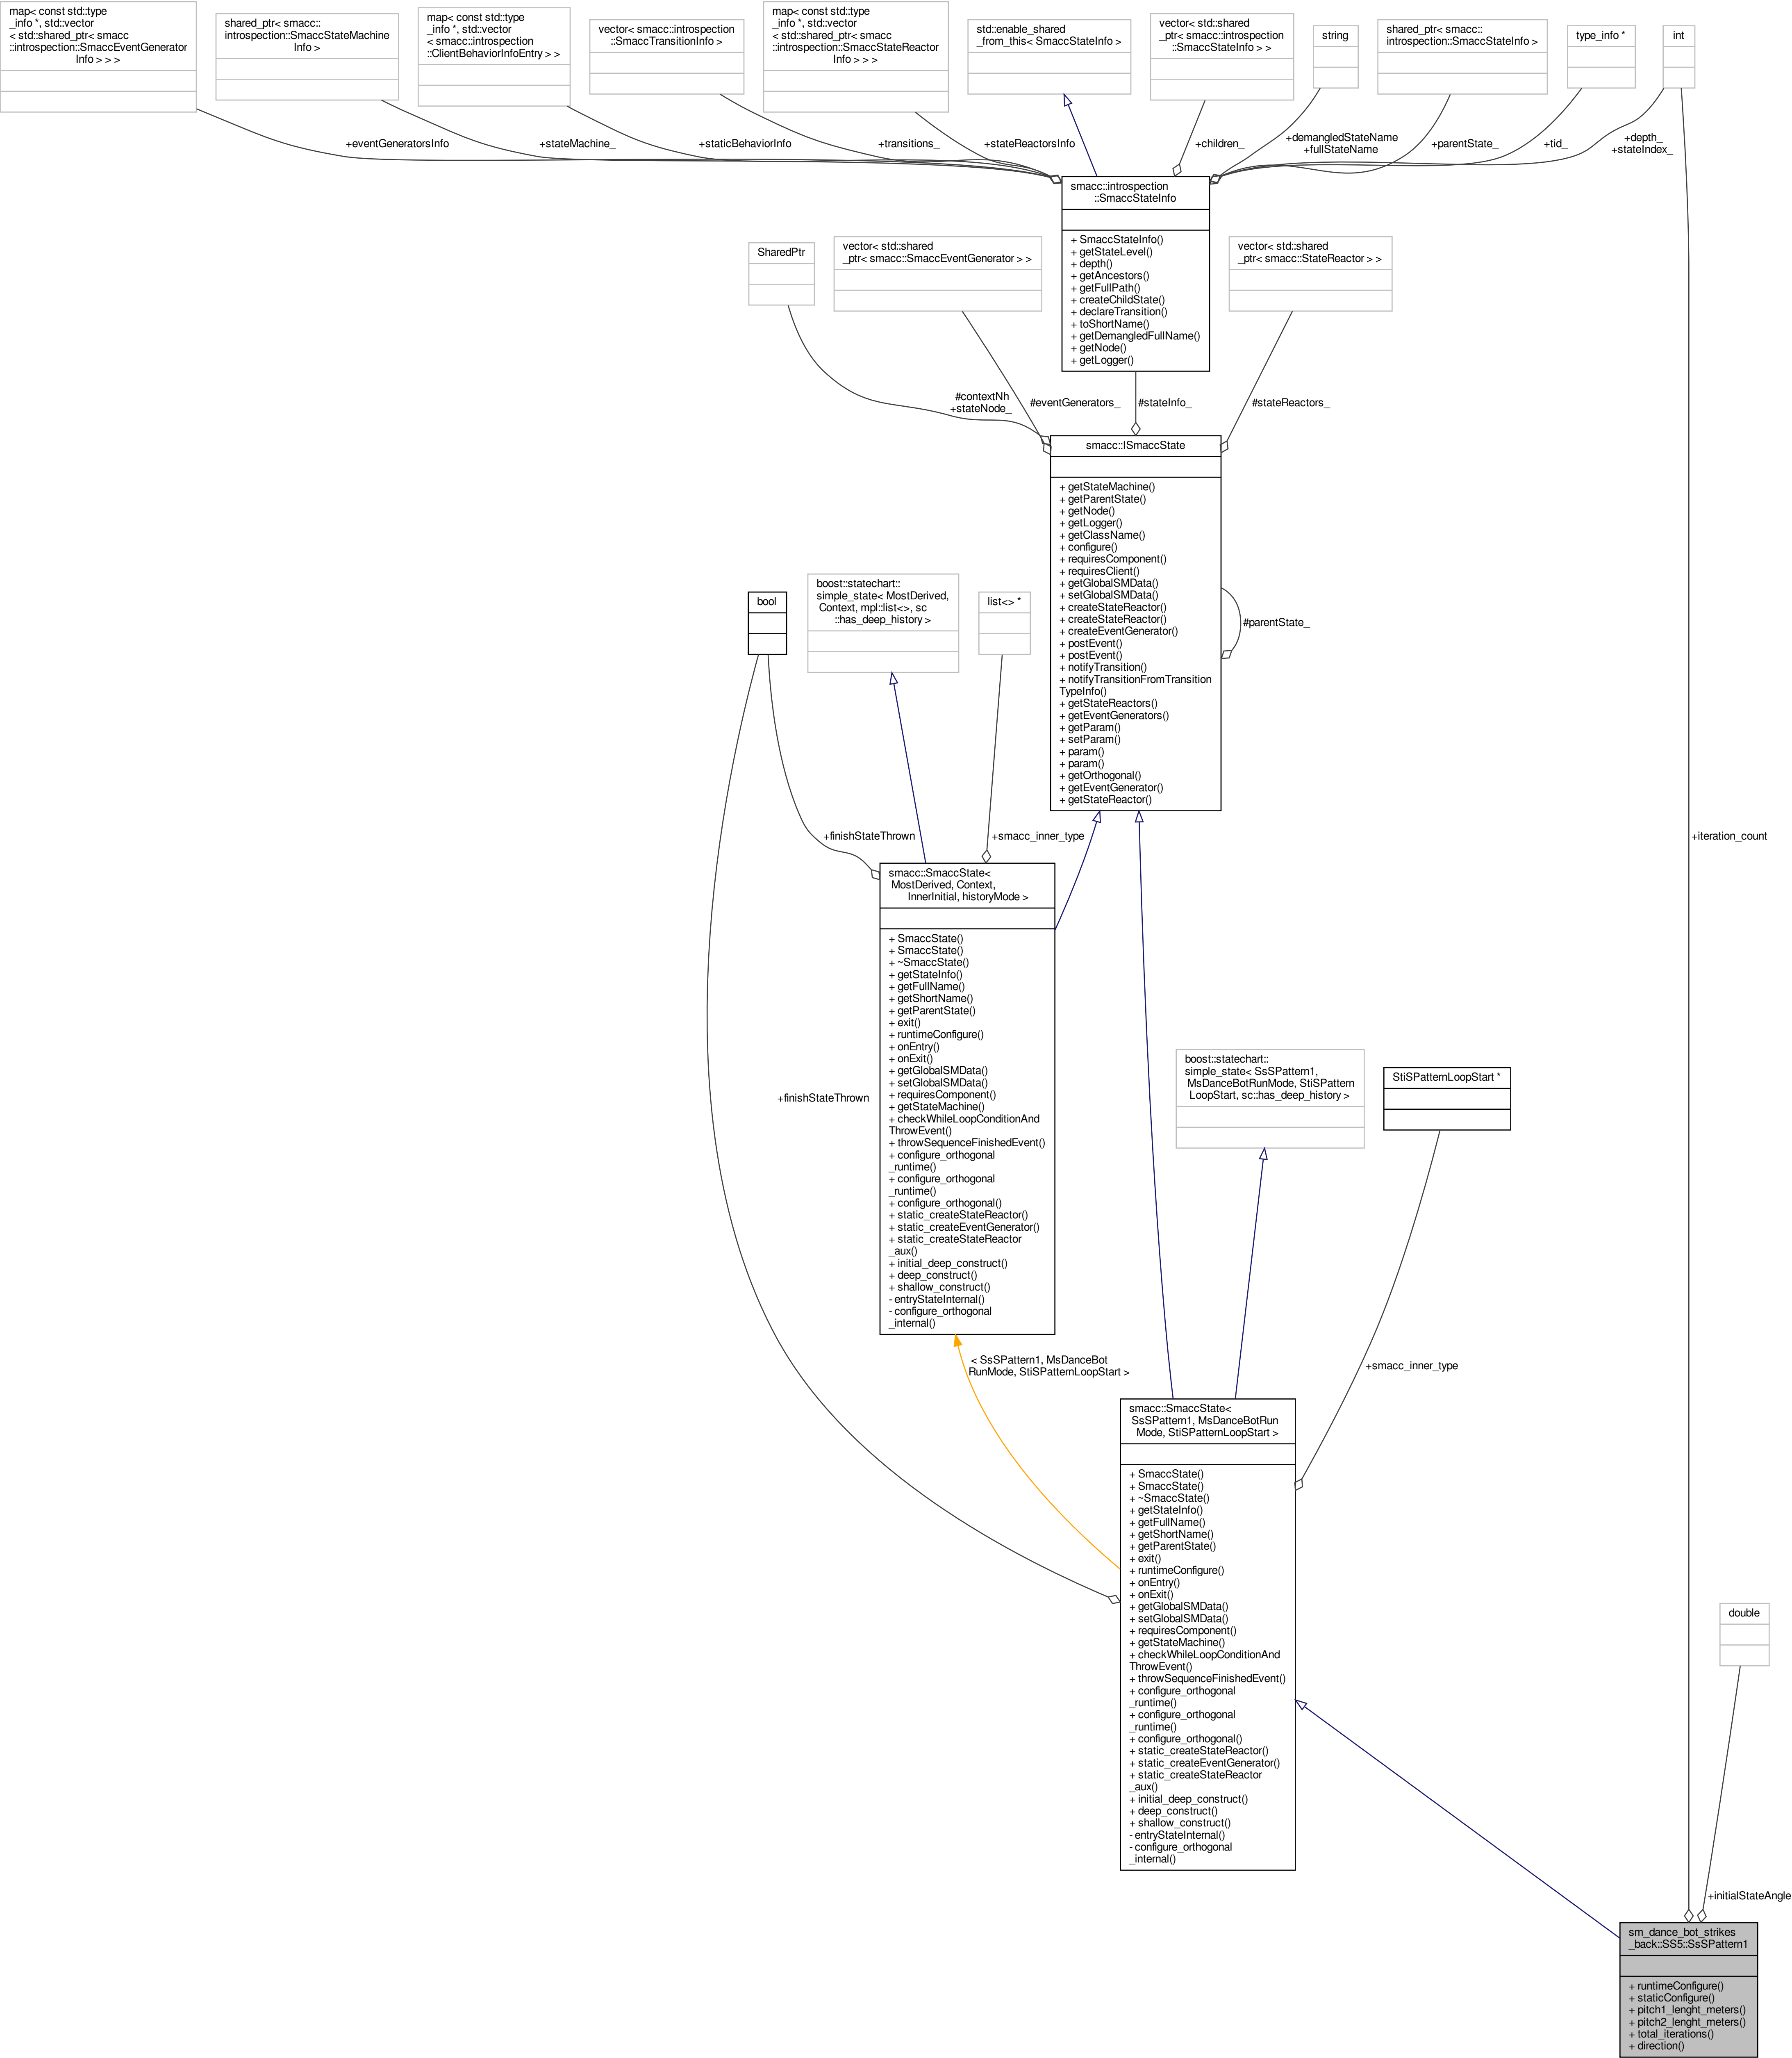 map< const std::type
_info *, std::vector
< std::shared_ptr< smacc
::introspection::SmaccEventGenerator
Info > > >
shared_ptr< smacc::
introspection::SmaccStateMachine
Info >
map< const std::type
_info *, std::vector
< smacc::introspection
::ClientBehaviorInfoEntry > >
vector< smacc::introspection
::SmaccTransitionInfo >
map< const std::type
_info *, std::vector
< std::shared_ptr< smacc
::introspection::SmaccStateReactor
Info > > >
std::enable_shared
_from_this< SmaccStateInfo >
vector< std::shared
_ptr< smacc::introspection
::SmaccStateInfo > >
string
shared_ptr< smacc::
introspection::SmaccStateInfo >
type_info *
int
+eventGeneratorsInfo
+stateMachine_
+staticBehaviorInfo
+transitions_
+stateReactorsInfo
+children_
+demangledStateName
+fullStateName
+parentState_
+tid_
+depth_
+stateIndex_
smacc::introspection
::SmaccStateInfo
+ SmaccStateInfo()
+ getStateLevel()
+ depth()
+ getAncestors()
+ getFullPath()
+ createChildState()
+ declareTransition()
+ toShortName()
+ getDemangledFullName()
+ getNode()
+ getLogger()
SharedPtr
vector< std::shared
_ptr< smacc::SmaccEventGenerator > >
vector< std::shared
_ptr< smacc::StateReactor > >
#contextNh
+stateNode_
#eventGenerators_
#stateInfo_
#stateReactors_
smacc::ISmaccState
+ getStateMachine()
+ getParentState()
+ getNode()
+ getLogger()
+ getClassName()
+ configure()
+ requiresComponent()
+ requiresClient()
+ getGlobalSMData()
+ setGlobalSMData()
+ createStateReactor()
+ createStateReactor()
+ createEventGenerator()
+ postEvent()
+ postEvent()
+ notifyTransition()
+ notifyTransitionFromTransition
TypeInfo()
+ getStateReactors()
+ getEventGenerators()
+ getParam()
+ setParam()
+ param()
+ param()
+ getOrthogonal()
+ getEventGenerator()
+ getStateReactor()
#parentState_
bool
boost::statechart::
simple_state< MostDerived,
Context, mpl::list<>, sc
::has_deep_history >
list<> *
+finishStateThrown
+smacc_inner_type
+iteration_count
smacc::SmaccState<
MostDerived, Context,
InnerInitial, historyMode >
+ SmaccState()
+ SmaccState()
+ ~SmaccState()
+ getStateInfo()
+ getFullName()
+ getShortName()
+ getParentState()
+ exit()
+ runtimeConfigure()
+ onEntry()
+ onExit()
+ getGlobalSMData()
+ setGlobalSMData()
+ requiresComponent()
+ getStateMachine()
+ checkWhileLoopConditionAnd
ThrowEvent()
+ throwSequenceFinishedEvent()
+ configure_orthogonal
_runtime()
+ configure_orthogonal
_runtime()
+ configure_orthogonal()
+ static_createStateReactor()
+ static_createEventGenerator()
+ static_createStateReactor
_aux()
+ initial_deep_construct()
+ deep_construct()
+ shallow_construct()
- entryStateInternal()
- configure_orthogonal
_internal()
+finishStateThrown
boost::statechart::
simple_state< SsSPattern1,
MsDanceBotRunMode, StiSPattern
LoopStart, sc::has_deep_history >
StiSPatternLoopStart *
< SsSPattern1, MsDanceBot
RunMode, StiSPatternLoopStart >
+smacc_inner_type
smacc::SmaccState<
SsSPattern1, MsDanceBotRun
Mode, StiSPatternLoopStart >
+ SmaccState()
+ SmaccState()
+ ~SmaccState()
+ getStateInfo()
+ getFullName()
+ getShortName()
+ getParentState()
+ exit()
+ runtimeConfigure()
+ onEntry()
+ onExit()
+ getGlobalSMData()
+ setGlobalSMData()
+ requiresComponent()
+ getStateMachine()
+ checkWhileLoopConditionAnd
ThrowEvent()
+ throwSequenceFinishedEvent()
+ configure_orthogonal
_runtime()
+ configure_orthogonal
_runtime()
+ configure_orthogonal()
+ static_createStateReactor()
+ static_createEventGenerator()
+ static_createStateReactor
_aux()
+ initial_deep_construct()
+ deep_construct()
+ shallow_construct()
- entryStateInternal()
- configure_orthogonal
_internal()
double
+initialStateAngle
sm_dance_bot_strikes
_back::SS5::SsSPattern1
+ runtimeConfigure()
+ staticConfigure()
+ pitch1_lenght_meters()
+ pitch2_lenght_meters()
+ total_iterations()
+ direction()